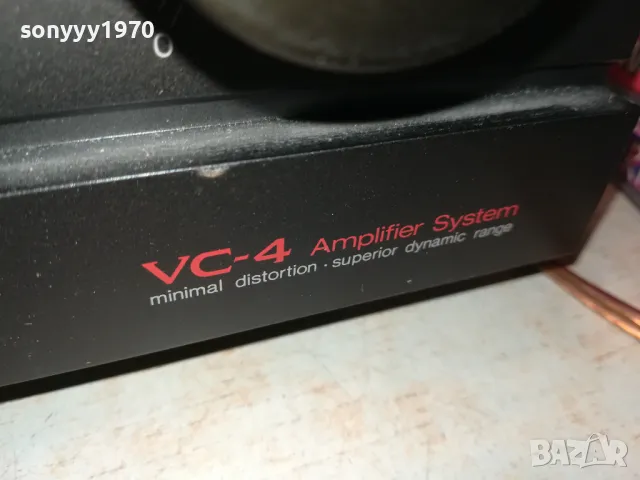 sonyyy1970
VC-4 Amplifier System
minimal distortion · superior dynamic range
BAZAR